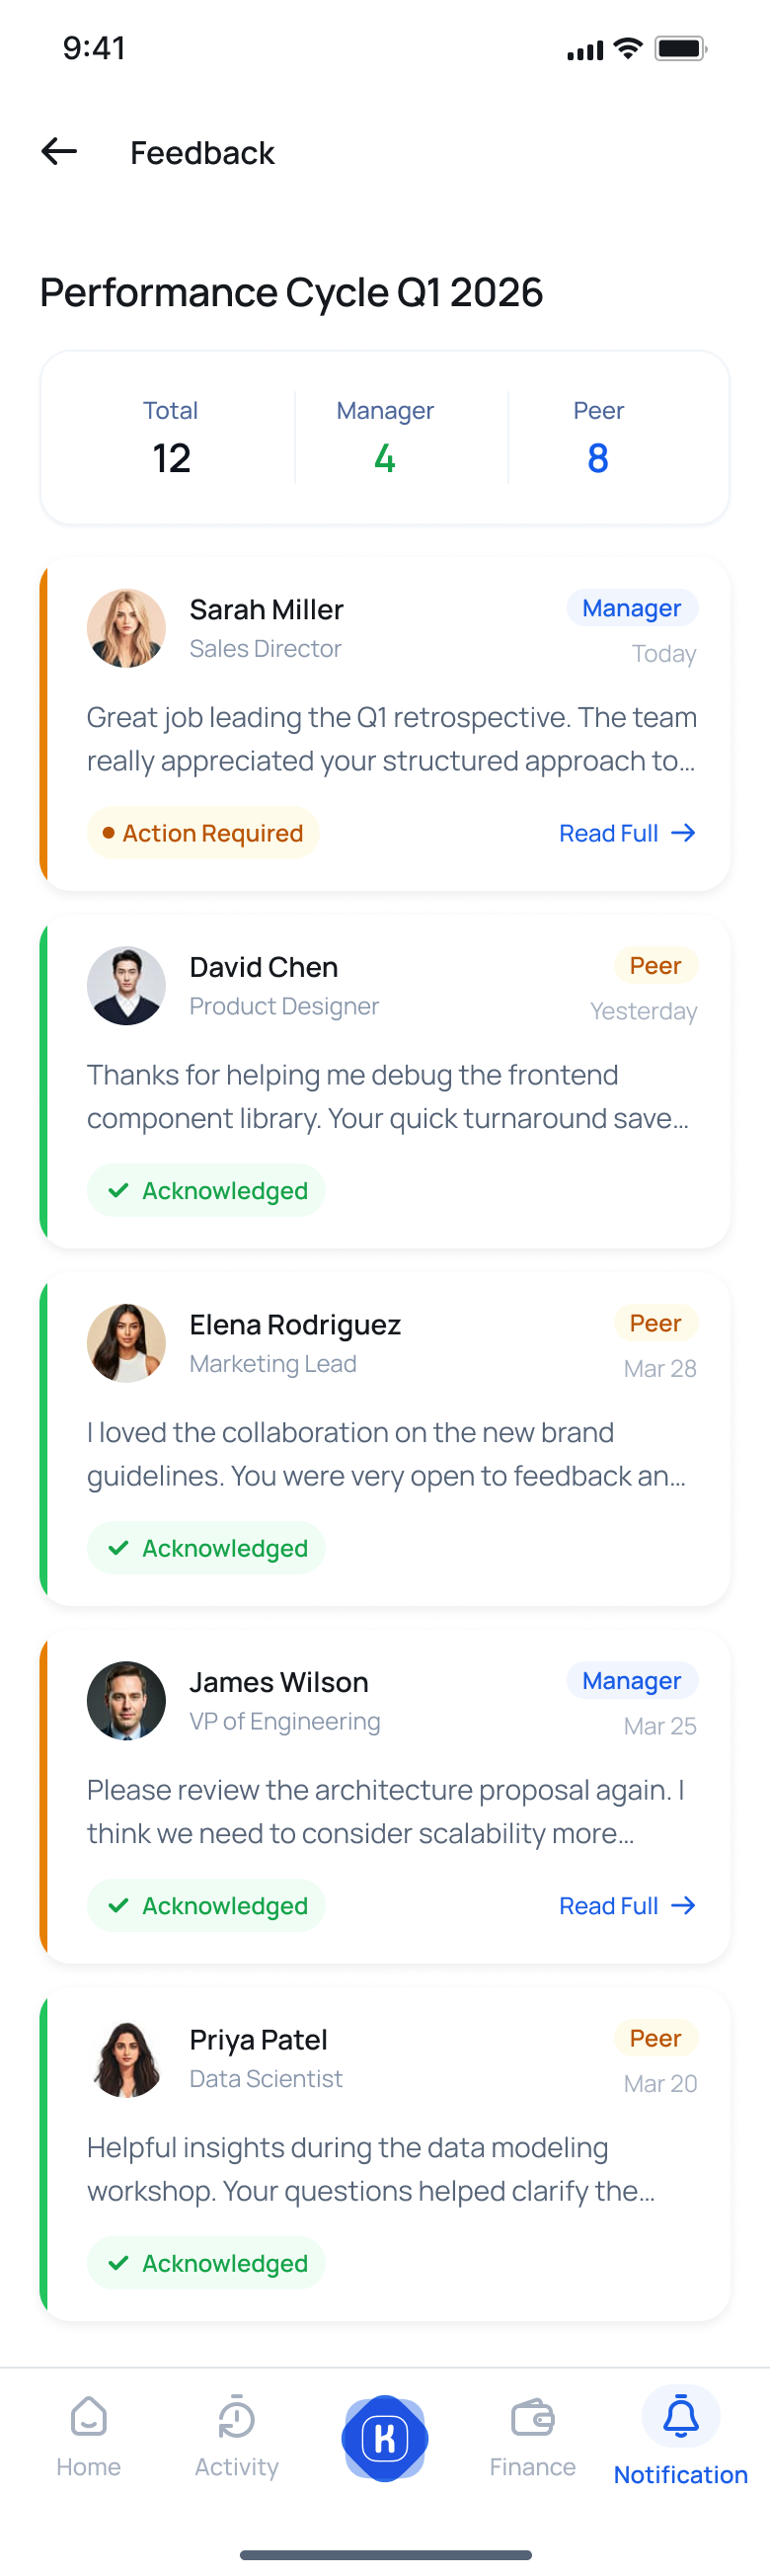 9:41
Feedback
Performance Cycle Q1 2026
Total
12
Manager
4
Peer
8
Sarah Miller
Sales Director
Manager
Today
Great job leading the Q1 retrospective. The team
really appreciated your structured approach to...
Action Required
Read Full
David Chen
Product Designer
Peer
Yesterday
Thanks for helping me debug the frontend
component library. Your quick turnaround save...
Acknowledged
Elena Rodriguez
Marketing Lead
Peer
Mar 28
I loved the collaboration on the new brand
guidelines. You were very open to feedback an...
Acknowledged
James Wilson
VP of Engineering
Manager
Mar 25
Please review the architecture proposal again. I
think we need to consider scalability more...
Acknowledged
Read Full
Priya Patel
Data Scientist
Peer
Mar 20
Helpful insights during the data modeling
workshop. Your questions helped clarify the...
Acknowledged
Home
Activity
K
Finance
Notification